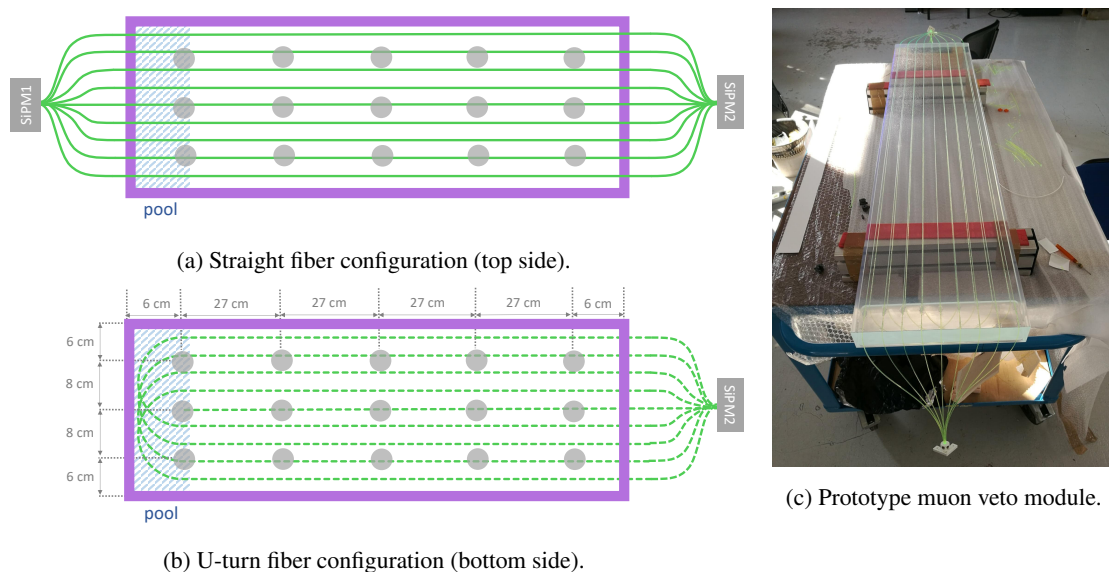 SiPM1
SiPM2
pool
(a) Straight fiber configuration (top side).
6 cm 27 cm 27 cm 27 cm 27 cm 6 cm
6 cm
8 cm
8 cm
6 cm
SiPM2
pool
(b) U-turn fiber configuration (bottom side).
(c) Prototype muon veto module.